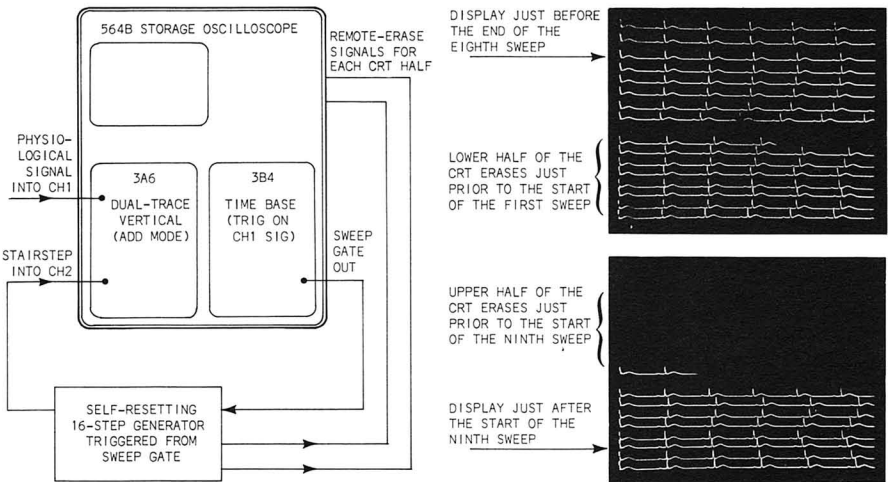 564B STORAGE OSCILLOSCOPE
REMOTE-ERASE
SIGNALS FOR
EACH CRT HALF
PHYSIO-
LOGICAL
SIGNAL
INTO CH1
3A6
DUAL-TRACE
VERTICAL
(ADD MODE)
3B4
TIME BASE
(TRIG ON
CH1 SIG)
STAIRSTEP
INTO CH2
SWEEP
GATE
OUT
SELF-RESETTING
16-STEP GENERATOR
TRIGGERED FROM
SWEEP GATE
DISPLAY JUST BEFORE
THE END OF THE
EIGHTH SWEEP
LOWER HALF OF THE
CRT ERASES JUST
PRIOR TO THE START
OF THE FIRST SWEEP
UPPER HALF OF THE
CRT ERASES JUST
PRIOR TO THE START
OF THE NINTH SWEEP
DISPLAY JUST AFTER
THE START OF THE
NINTH SWEEP